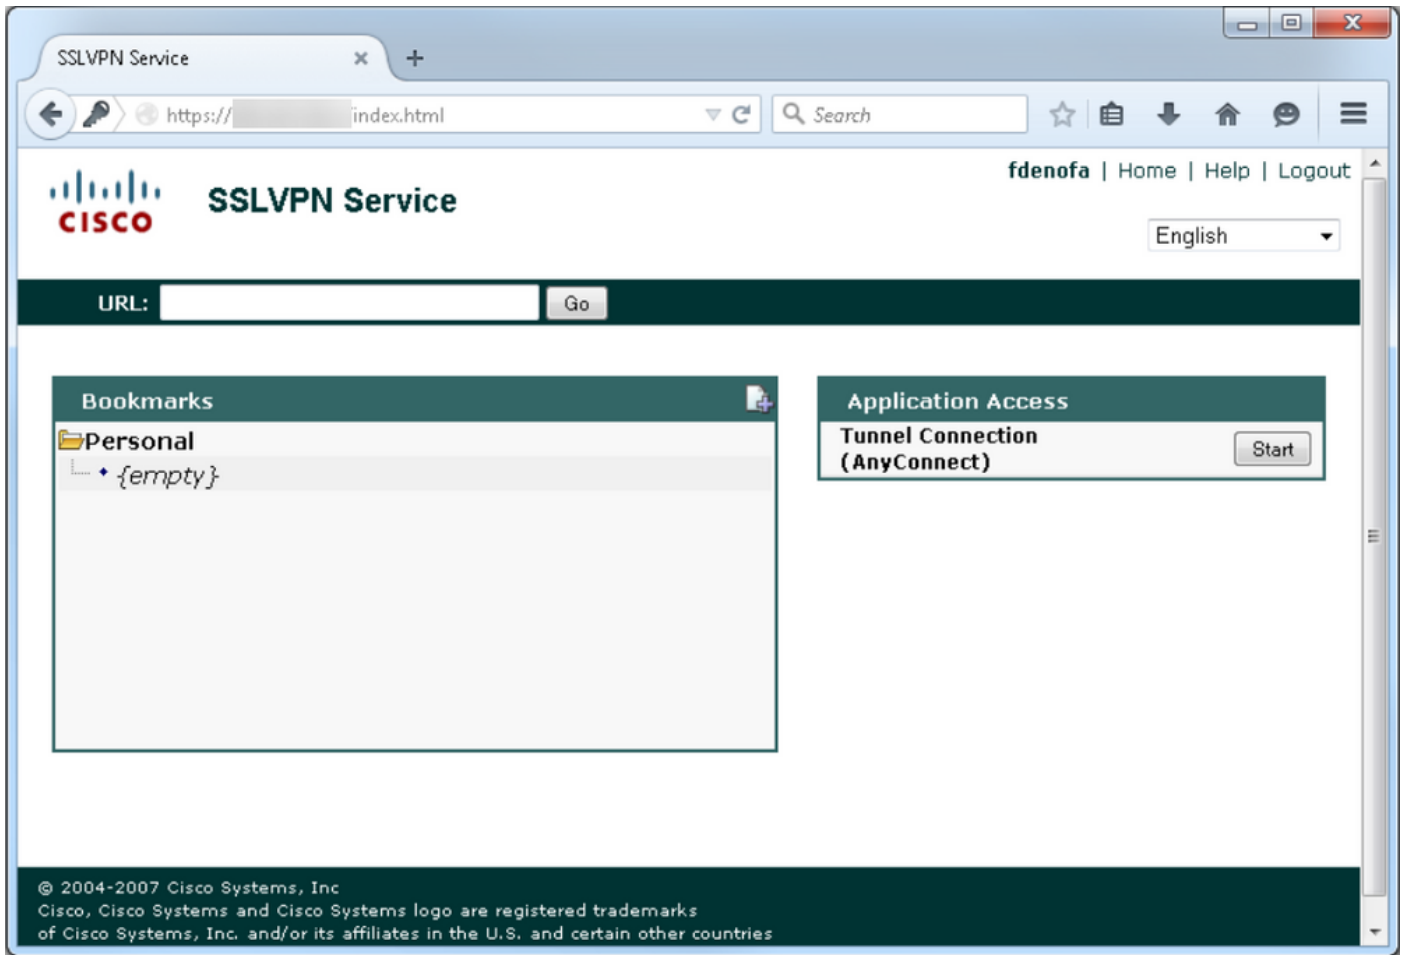 SSLVPN Service
https://
index.html
Search
fdenofa | Home | Help | Logout
CISCO
SSLVPN Service
English
URL:
Go
Bookmarks
Personal
{empty}
Application Access
Tunnel Connection
(AnyConnect)
Start
© 2004-2007 Cisco Systems, Inc
Cisco, Cisco Systems and Cisco Systems logo are registered trademarks
of Cisco Systems, Inc. and/or its affiliates in the U.S. and certain other countries